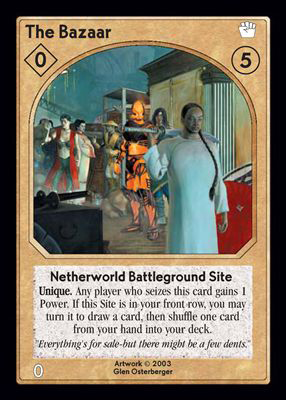 The Bazaar
0
5
Netherworld Battleground Site
Unique. Any player who seizes this card gains 1
Power. If this Site is in your front row, you may
turn it to draw a card, then shuffle one card
from your hand into your deck.
"Everything's for sale-but there might be a few dents."
Artwork © 2003
Glen Osterberger
0